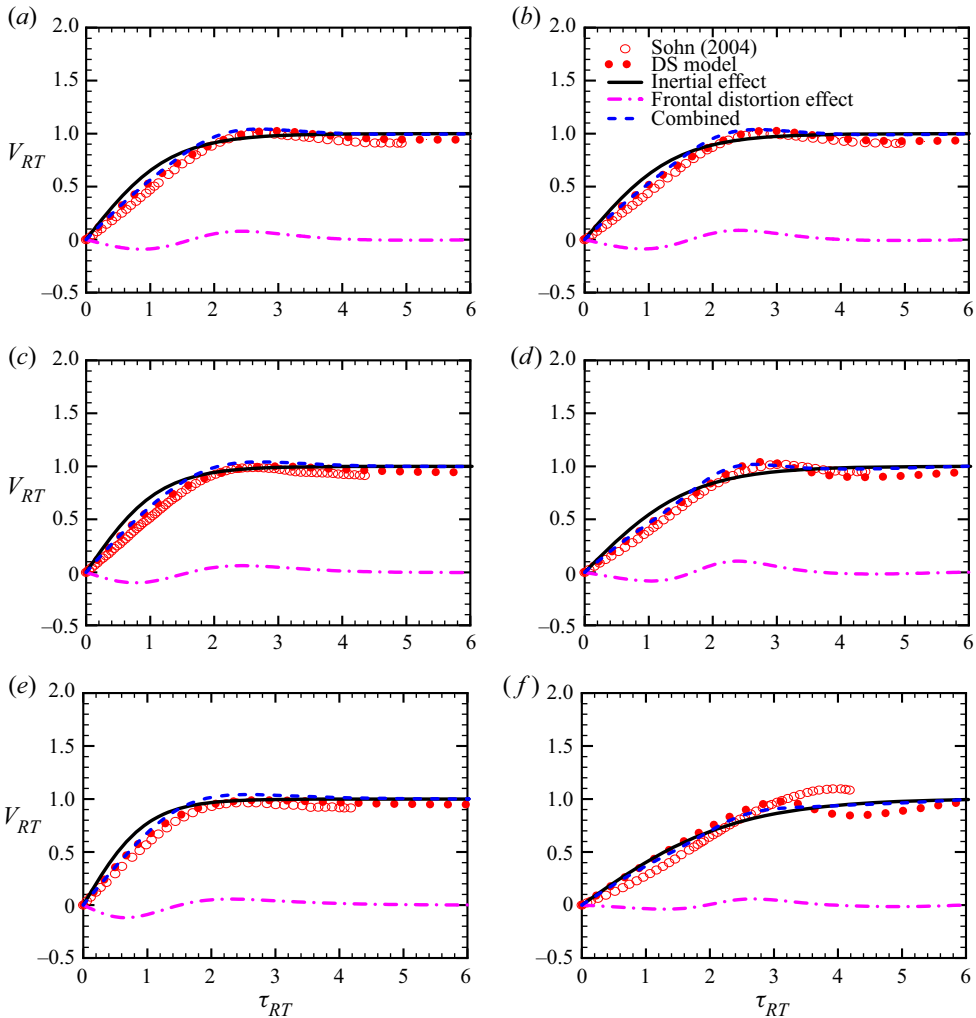 (a)
(b)
2.0
1.5
1.0
0.5
0
–0.5
V_RT
0 1 2 3 4 5 6
2.0
1.5
1.0
0.5
0
–0.5
0 1 2 3 4 5 6
Sohn (2004)
DS model
Inertial effect
Frontal distortion effect
Combined
(c)
(d)
2.0
1.5
1.0
0.5
0
–0.5
V_RT
0 1 2 3 4 5 6
2.0
1.5
1.0
0.5
0
–0.5
0 1 2 3 4 5 6
(e)
(f)
2.0
1.5
1.0
0.5
0
–0.5
V_RT
0 1 2 3 4 5 6
τ_RT
2.0
1.5
1.0
0.5
0
–0.5
0 1 2 3 4 5 6
τ_RT